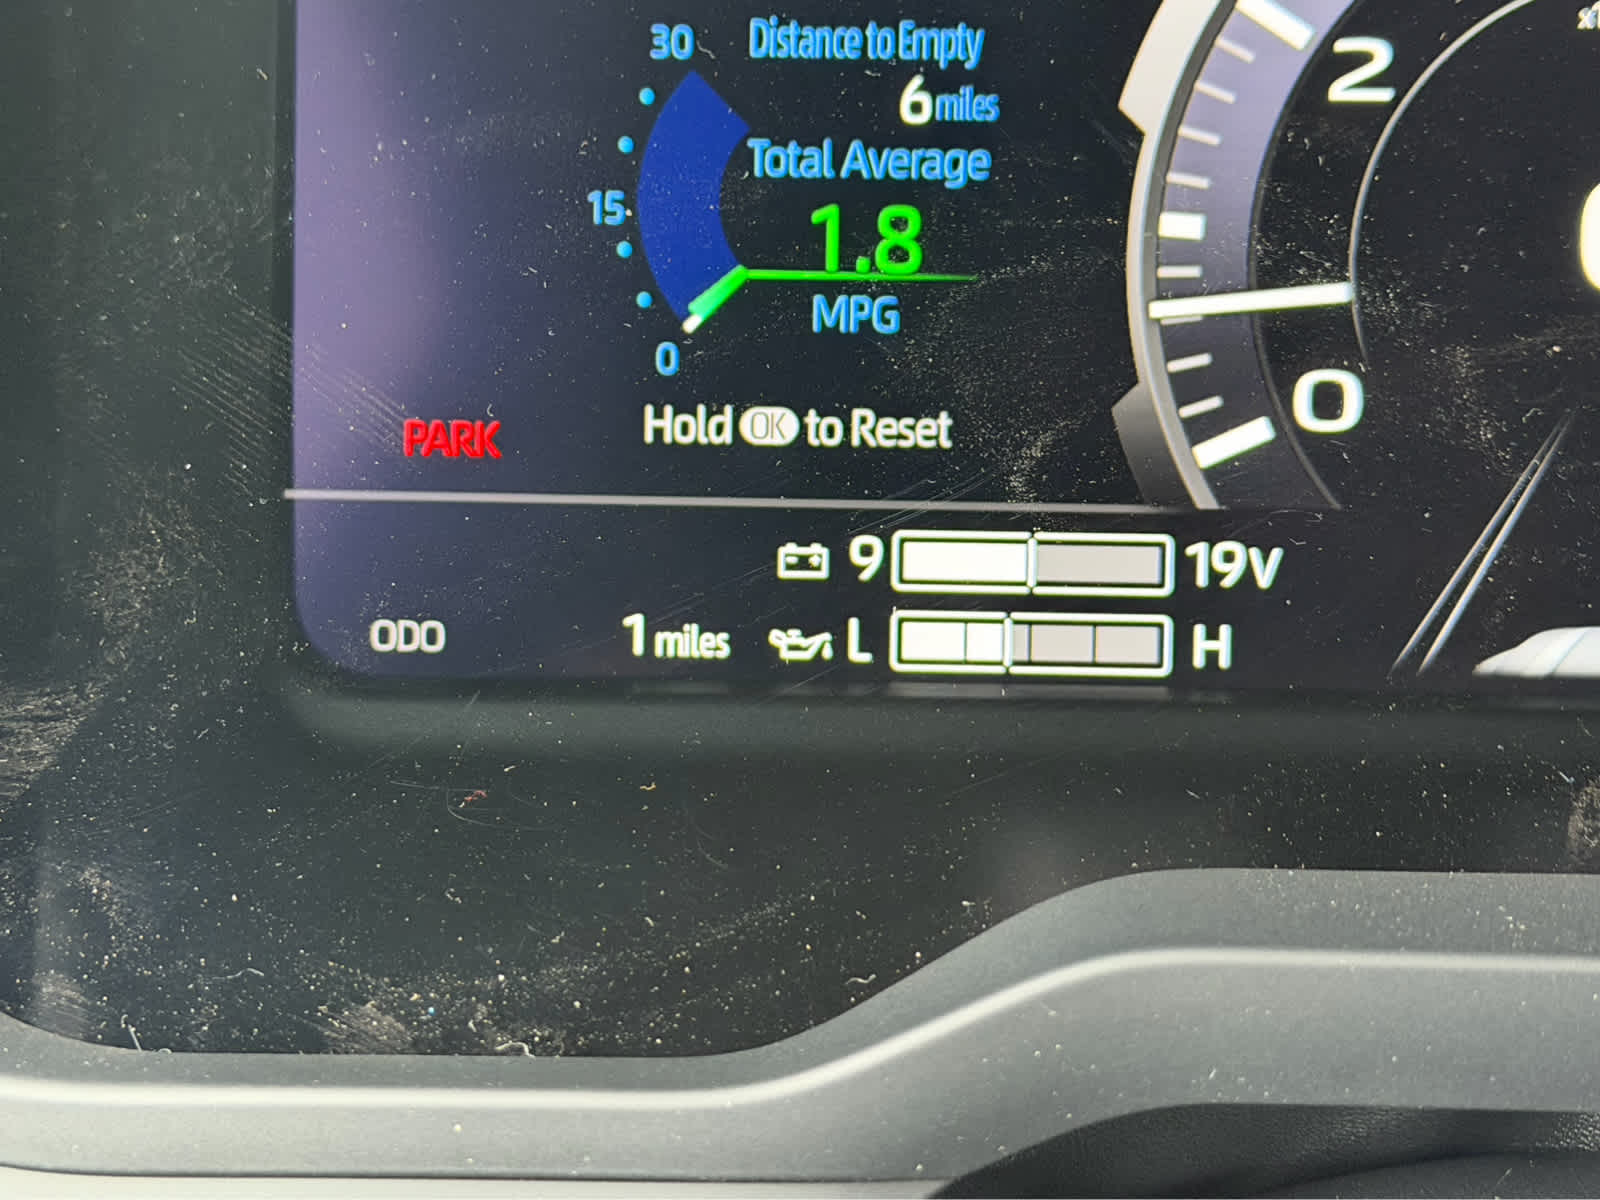 30 Distance to Empty
6 miles
Total Average
15
1.8
MPG
0
Hold OK to Reset
PARK
2
0
9 19V
ODO 1 miles L H